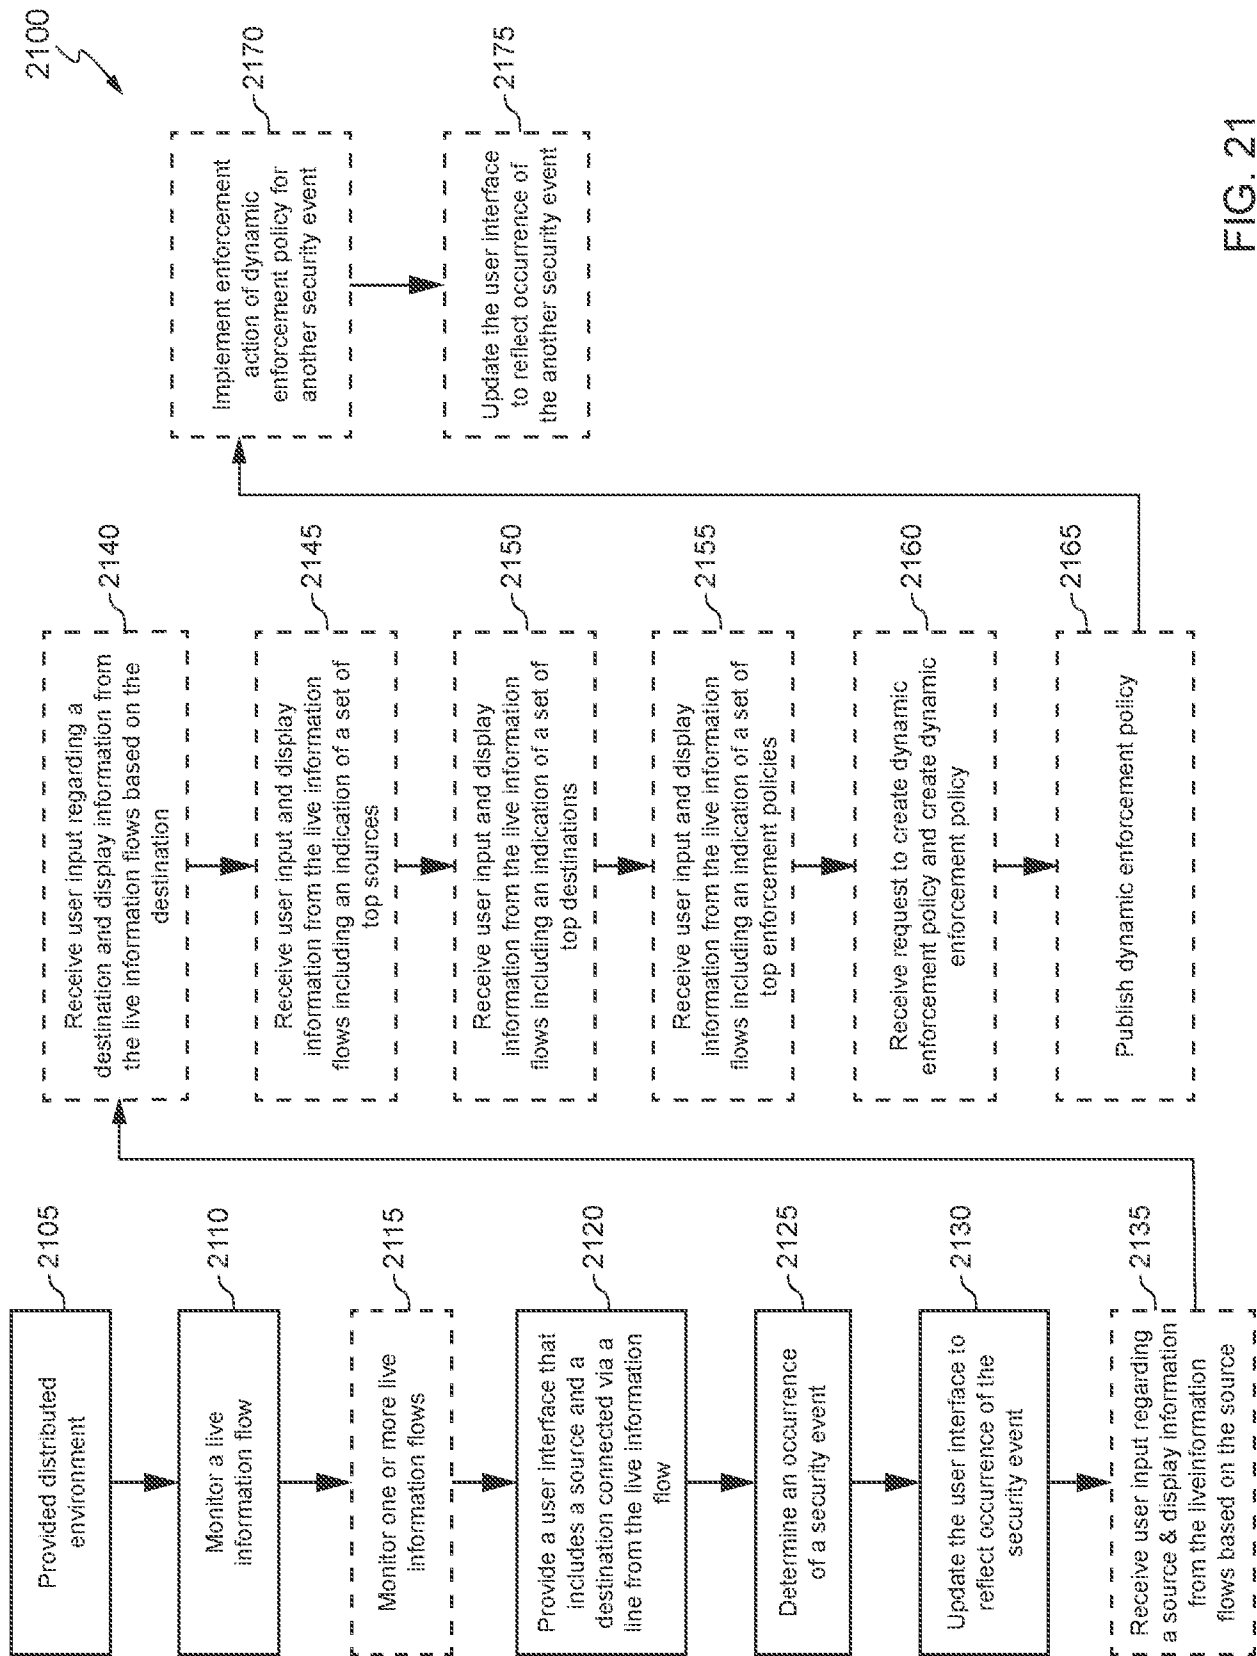 2100
Provided distributed
environment
2105
Monitor a live
information flow
2110
Monitor one or more live
information flows
2115
Provide a user interface that
includes a source and a
destination connected via a
line from the live information
flow
2120
Determine an occurrence
of a security event
2125
Update the user interface to
reflect occurrence of the
security event
2130
Receive user input regarding
a source & display information
from the liveinformation
flows based on the source
2135
Receive user input regarding a
destination and display information from
the live information flows based on the
destination
2140
Receive user input and display
information from the live information
flows including an indication of a set of
top sources
2145
Receive user input and display
information from the live information
flows including an indication of a set of
top destinations
2150
Receive user input and display
information from the live information
flows including an indication of a set of
top enforcement policies
2155
Receive request to create dynamic
enforcement policy and create dynamic
enforcement policy
2160
Publish dynamic enforcement policy
2165
Implement enforcement
action of dynamic
enforcement policy for
another security event
2170
Update the user interface
to reflect occurrence of
the another security event
2175
FIG. 21